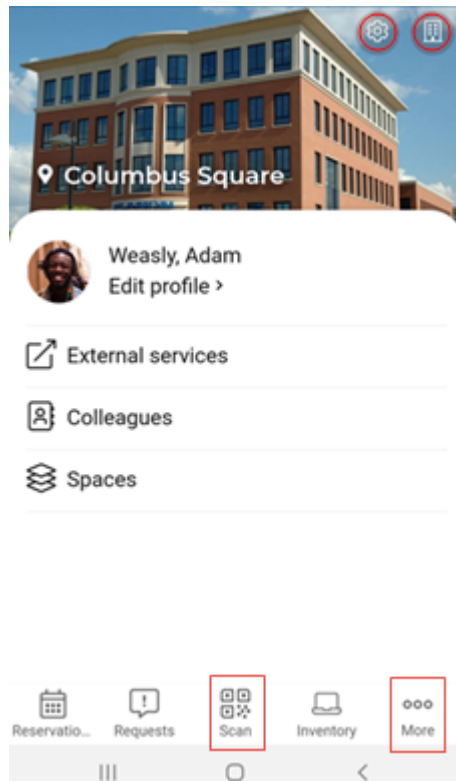 Columbus Square
Weasly, Adam
Edit profile >
External services
Colleagues
Spaces
Reservatio... Requests Scan Inventory More